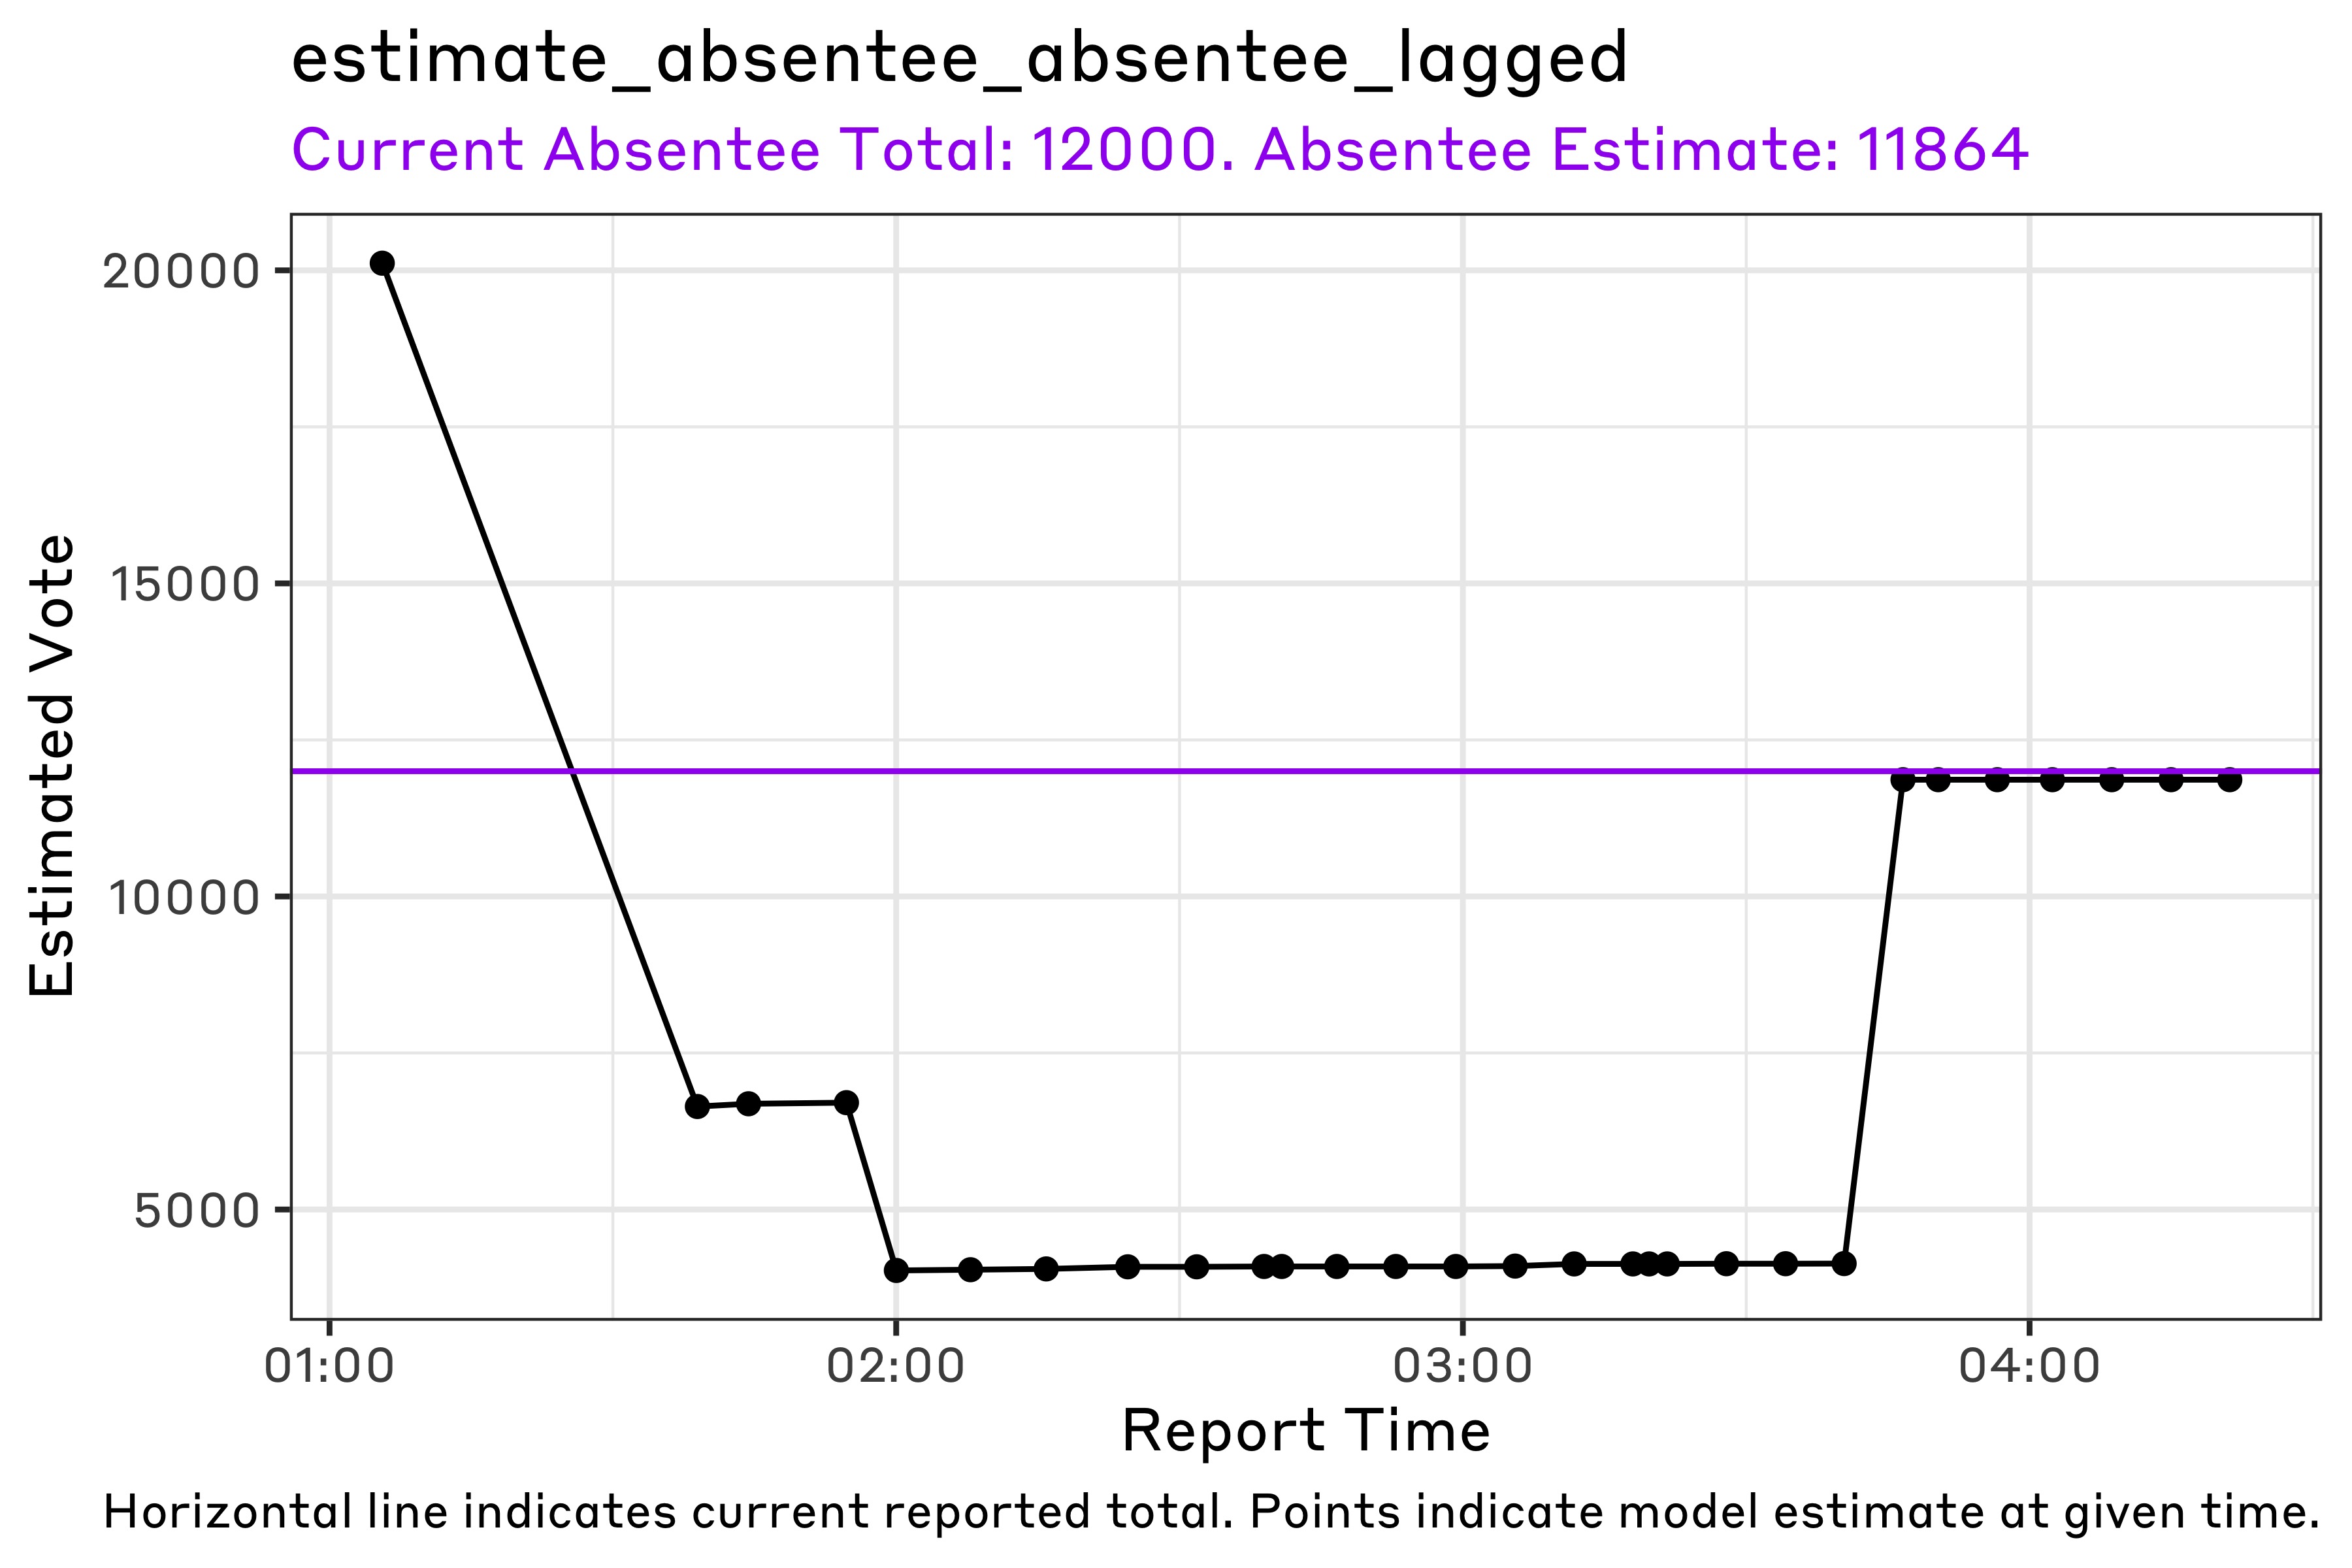 estimate_absentee_absentee_lagged
Current Absentee Total: 12000. Absentee Estimate: 11864
Estimated Vote
20000
15000
10000
5000
01:00 02:00 03:00 04:00
Report Time
Horizontal line indicates current reported total. Points indicate model estimate at given time.